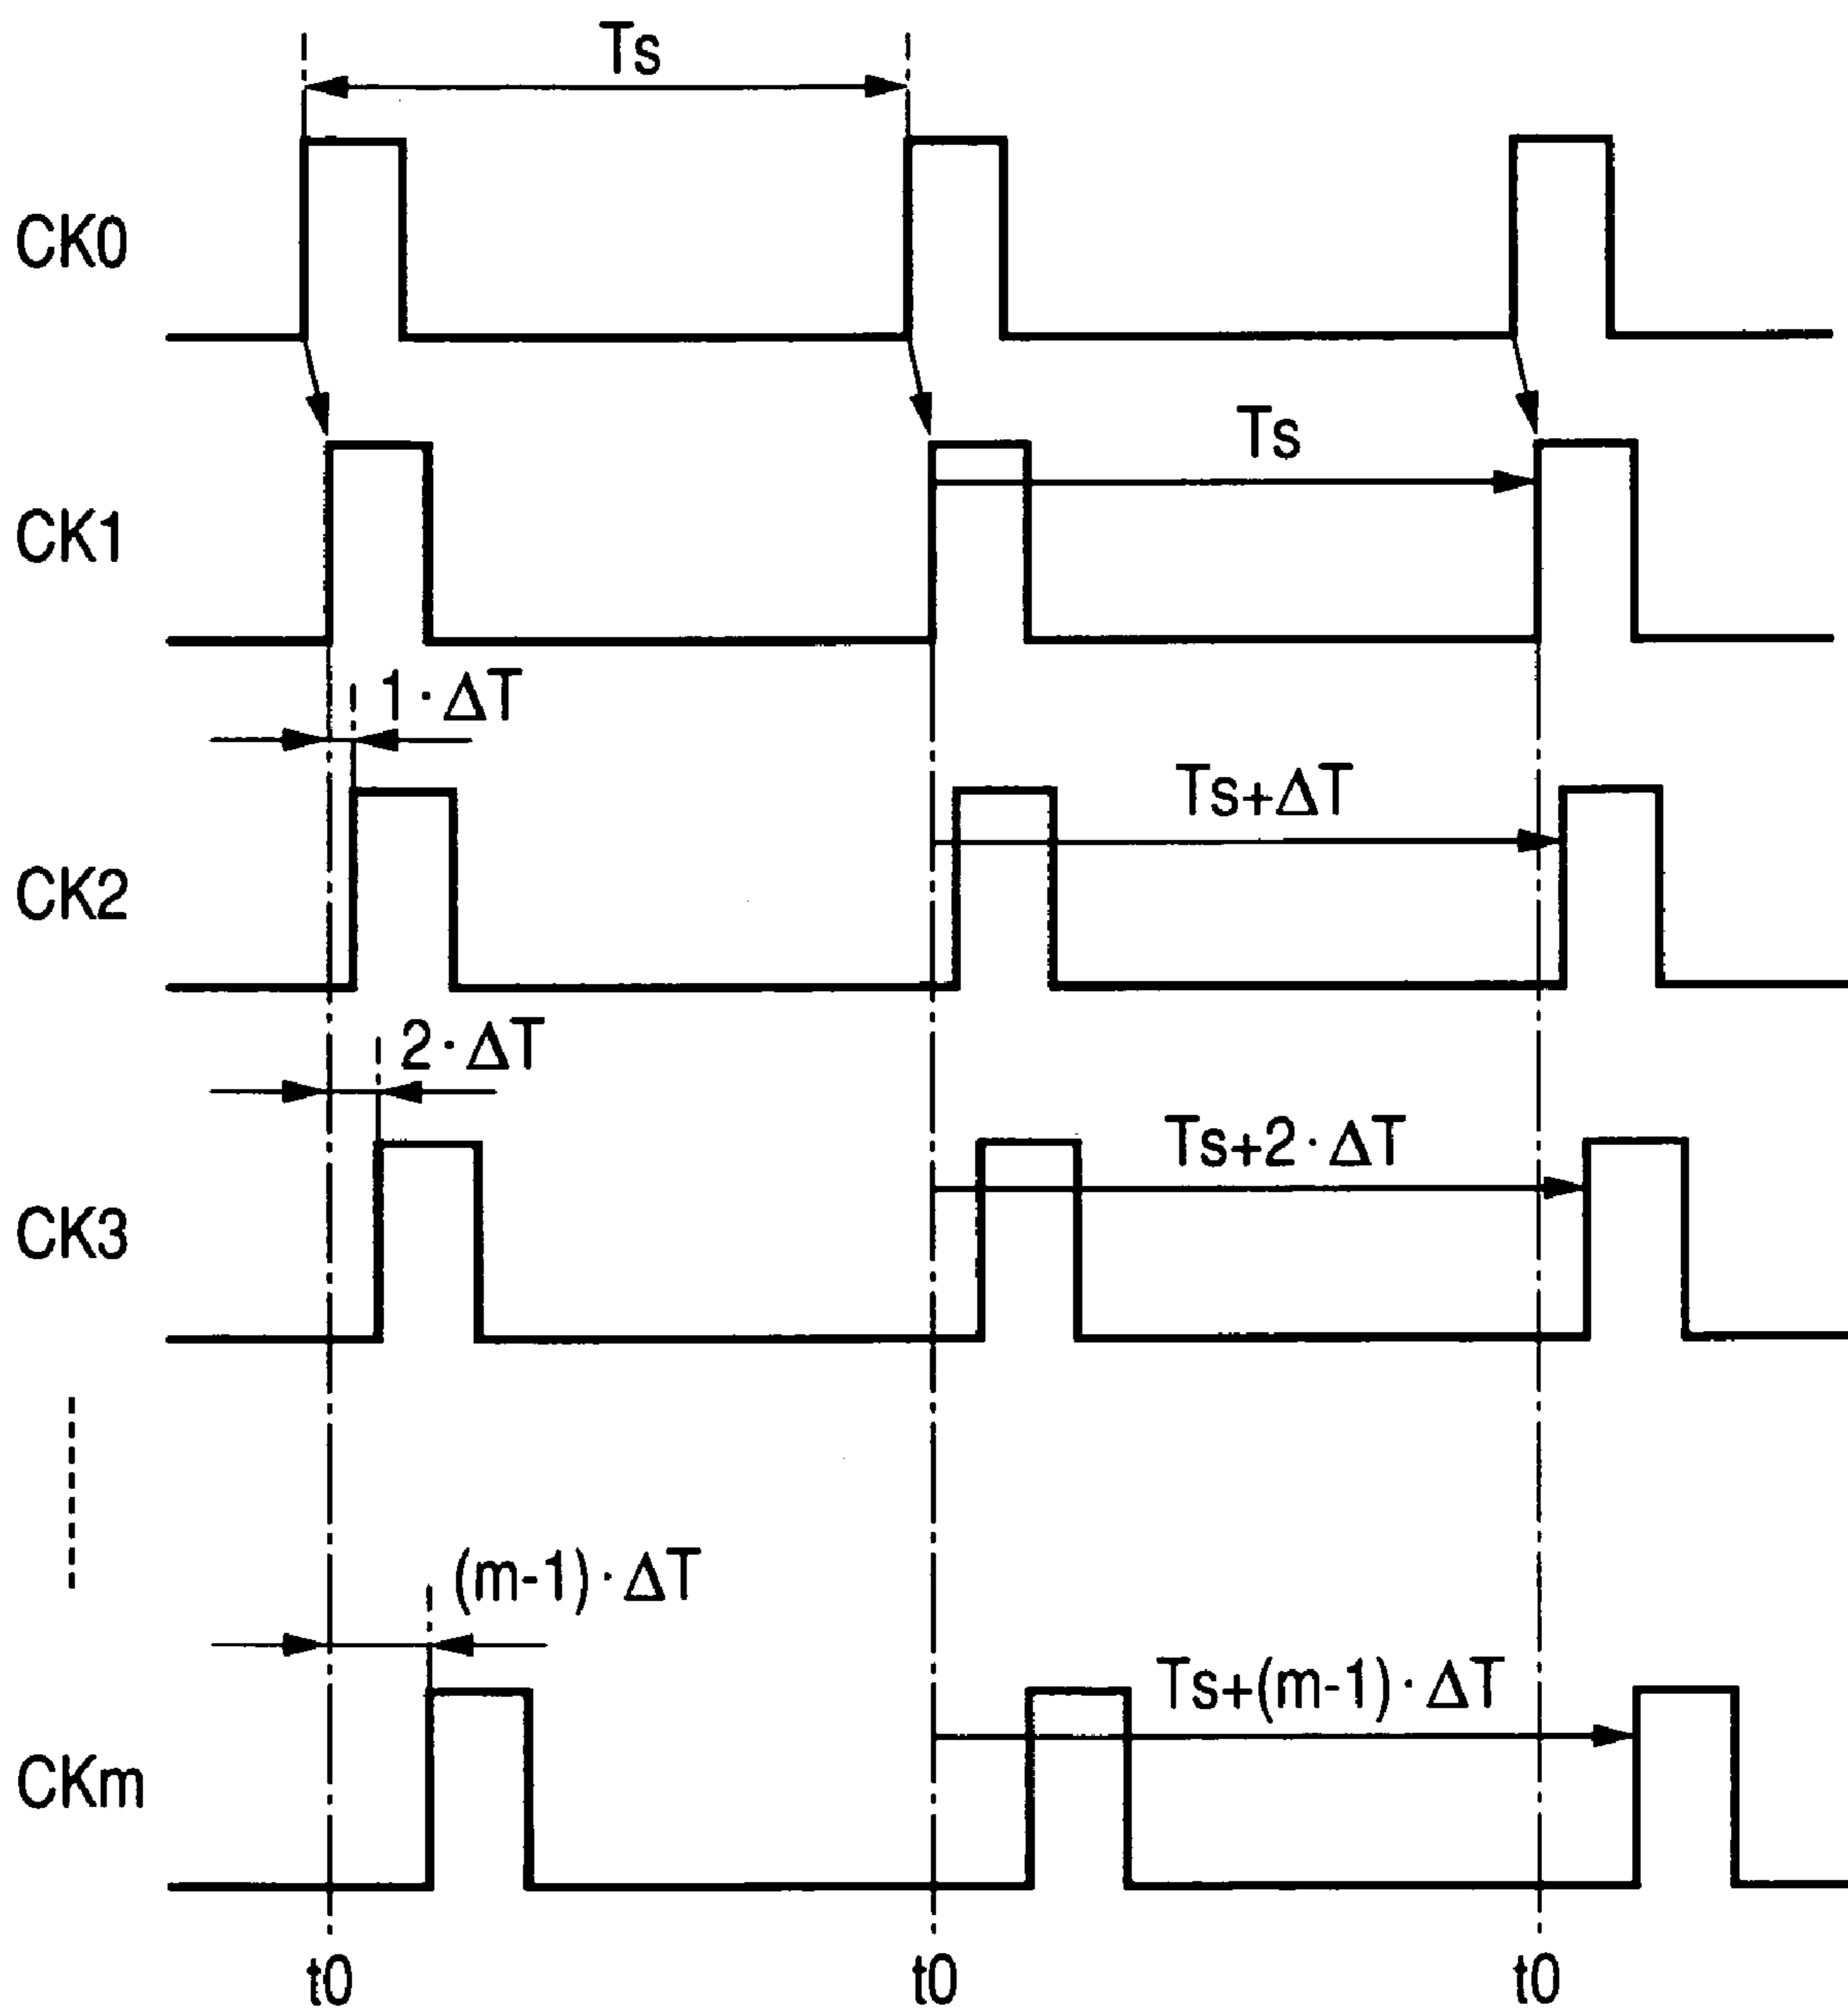 Ts
CK0
Ts
CK1
1·ΔT
Ts+ΔT
CK2
2·ΔT
Ts+2·ΔT
CK3
(m-1)·ΔT
Ts+(m-1)·ΔT
CKm
t0 t0 t0